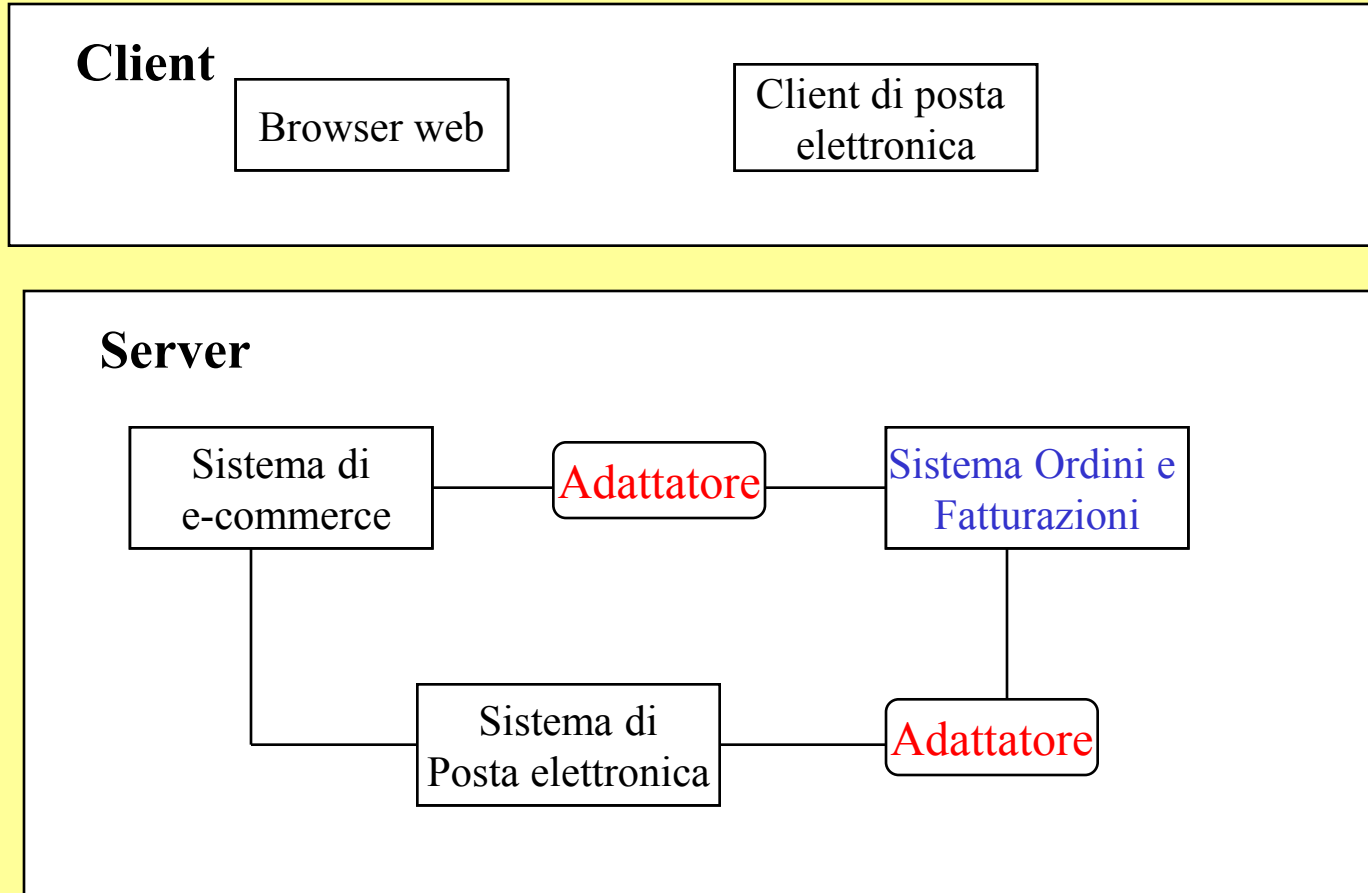 Client
Browser web
Client di posta
elettronica
Server
Sistema di
e-commerce
Adattatore
Sistema Ordini e
Fatturazioni
Sistema di
Posta elettronica
Adattatore